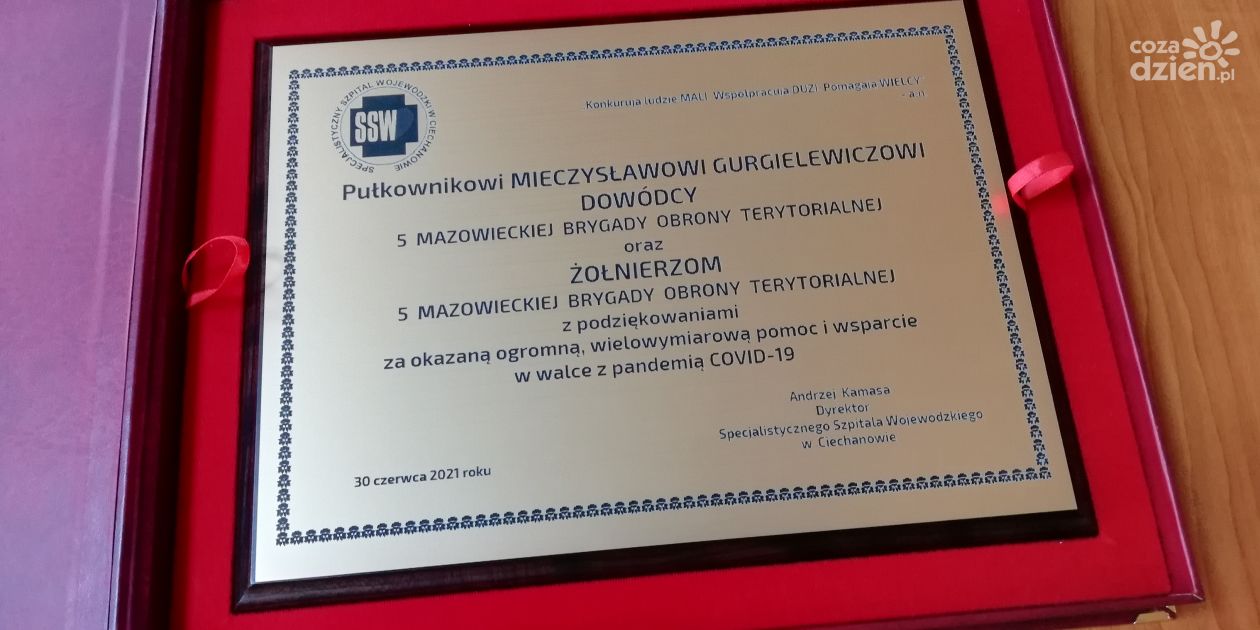 coza
dzien.pl
SPECJALISTYCZNY SZPITAL WOJEWÓDZKI W CIECHANOWIE
SSW
„Konkurują ludzie MALI Współpracują DUZI Pomagają WIELCY"
- a.n.
Pułkownikowi MIECZYSŁAWOWI GURGIELEWICZOWI
DOWÓDCY
5 MAZOWIECKIEJ BRYGADY OBRONY TERYTORIALNEJ
oraz
ŻOŁNIERZOM
5 MAZOWIECKIEJ BRYGADY OBRONY TERYTORIALNEJ
z podziękowaniami
za okazaną ogromną, wielowymiarową pomoc i wsparcie
w walce z pandemią COVID-19
Andrzej Kamasa
Dyrektor
Specjalistycznego Szpitala Wojewódzkiego
w Ciechanowie
30 czerwca 2021 roku